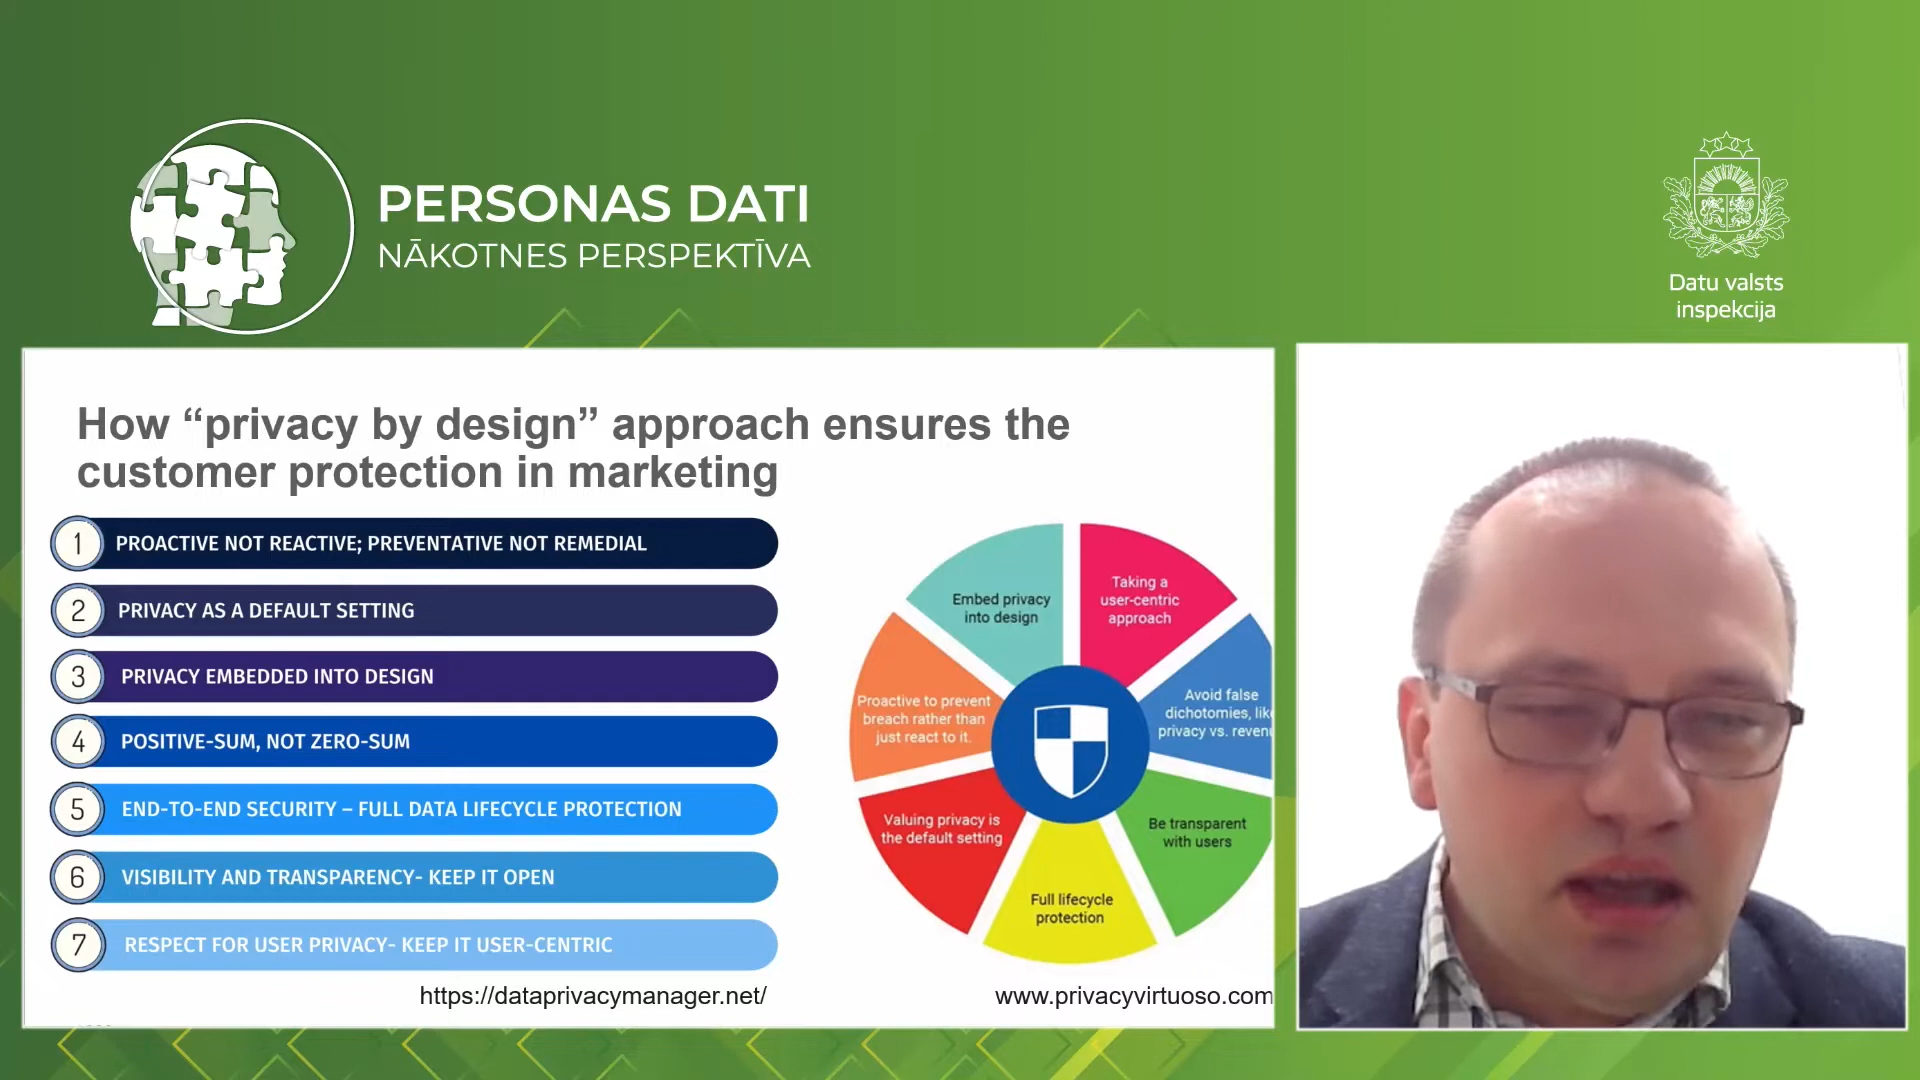 PERSONAS DATI
NĀKOTNES PERSPEKTĪVA
Datu valsts
inspekcija
How “privacy by design” approach ensures the
customer protection in marketing
1 PROACTIVE NOT REACTIVE; PREVENTATIVE NOT REMEDIAL
2 PRIVACY AS A DEFAULT SETTING
3 PRIVACY EMBEDDED INTO DESIGN
4 POSITIVE-SUM, NOT ZERO-SUM
5 END-TO-END SECURITY – FULL DATA LIFECYCLE PROTECTION
6 VISIBILITY AND TRANSPARENCY- KEEP IT OPEN
7 RESPECT FOR USER PRIVACY- KEEP IT USER-CENTRIC
https://dataprivacymanager.net/
Embed privacy
into design
Taking a
user-centric
approach
Avoid false
dichotomies,
privacy vs.
Be transparent
with users
Full lifecycle
protection
Valuing privacy is
the default setting
Proactive to prevent
breach rather than
just react to it.
www.privacyvirtuoso.com